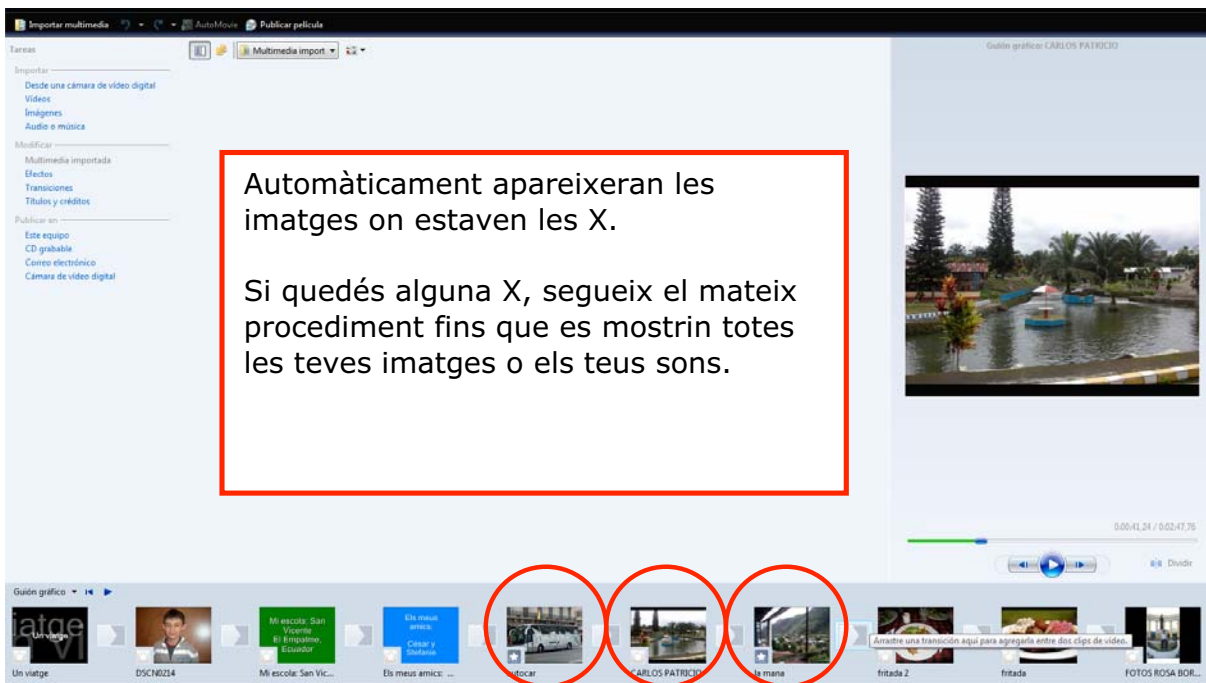 Importar multimedia AutoMovie Publicar película
Tareas
Multimedia import
Guión gráfico: CARLOS PATRICIO
Importar
Desde una cámara de vídeo digital
Vídeos
Imágenes
Audio o música
Modificar
Multimedia importada
Efectos
Transiciones
Títulos y créditos
Publicar en
Este equipo
CD grabable
Correo electrónico
Cámara de vídeo digital
Automàticament apareixeran les
imatges on estaven les X.
Si quedés alguna X, segueix el mateix
procediment fins que es mostrin totes
les teves imatges o els teus sons.
0:00:41,24 / 0:02:47,76
Dividir
Guión gráfico
Un viatge
Mi escola: San
Vicente
El Empalme,
Ecuador
Els meus
amics:
César y
Stefanie
Arrastre una transición aquí para agregarla entre dos clips de vídeo.
Un viatge
DSCN0214
Mi escola: San Vic...
Els meus amics: ...
autocar
CARLOS PATRICIO
la mana
fritada 2
fritada
FOTOS ROSA BOR...